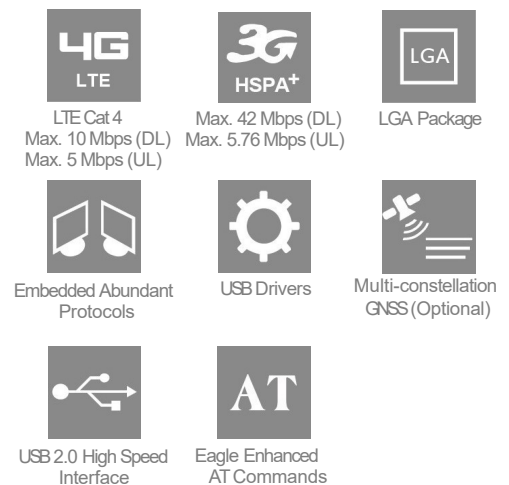 4G
LTE
LTE Cat 4
Max. 10 Mbps (DL)
Max. 5 Mbps (UL)
3G
HSPA+
Max. 42 Mbps (DL)
Max. 5.76 Mbps (UL)
LGA
LGA Package
Embedded Abundant
Protocols
USB Drivers
Multi-constellation
GNSS (Optional)
USB 2.0 High Speed
Interface
AT
Eagle Enhanced
AT Commands